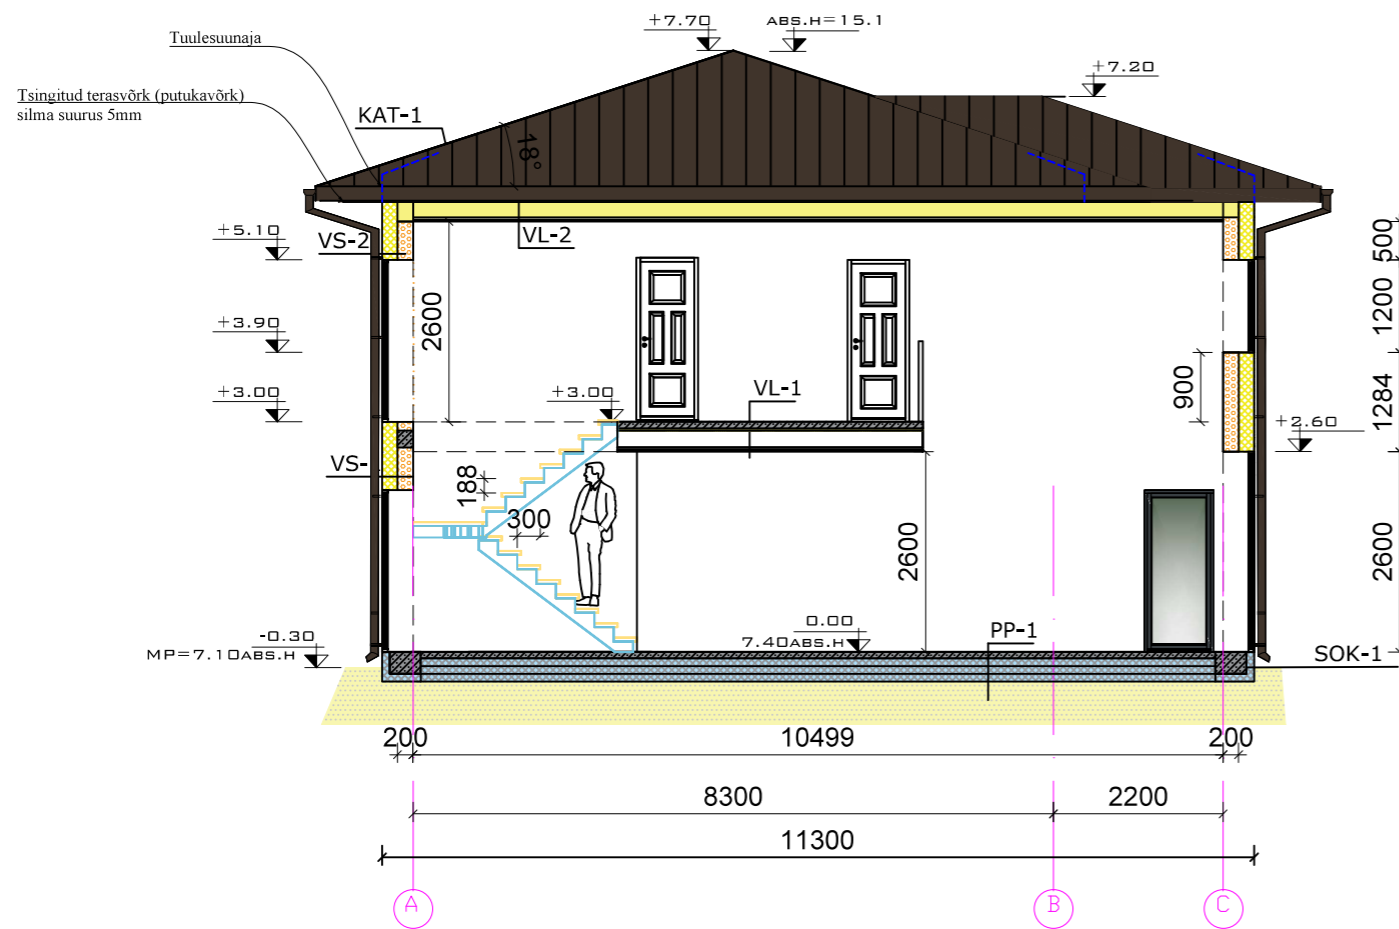 +7.70
ABS.H=15.1
Tuulesuunaja
+7.20
Tsingitud terasvõrk (putukavõrk)
silma suurus 5mm
KAT-1
18°
+5.10
VS-2
VL-2
500
2600
1200
+3.90
+3.00
+3.00
VL-1
900
1284
+2.60
VS-
188
300
2600
2600
-0.30
MP=7.10ABS.H
0.00
7.40ABS.H
PP-1
SOK-1
200
10499
200
8300
2200
11300
A
B
C